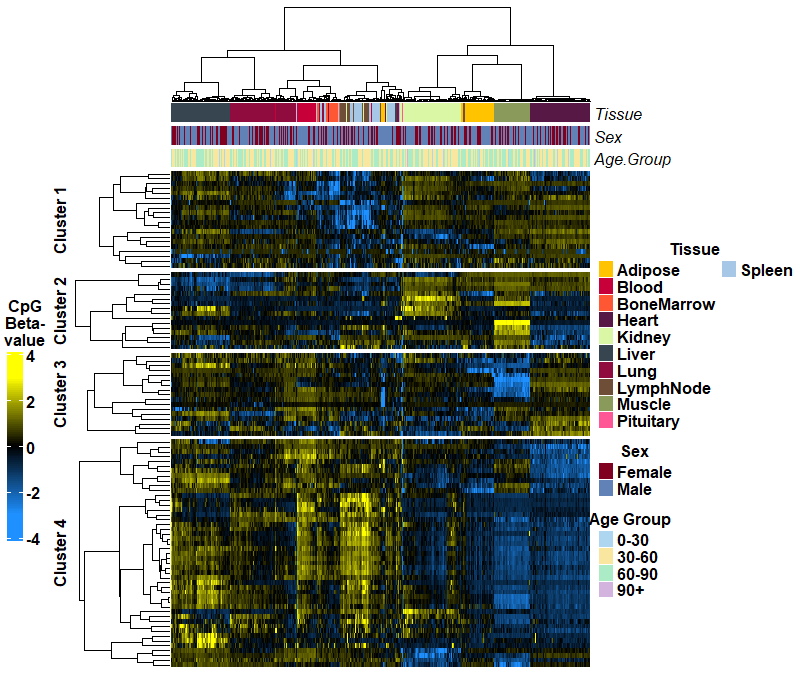 Tissue
Sex
Age.Group
Cluster 1
Cluster 2
Cluster 3
Cluster 4
CpG
Beta-
value
4
2
0
-2
-4
Tissue
Adipose
Spleen
Blood
BoneMarrow
Heart
Kidney
Liver
Lung
LymphNode
Muscle
Pituitary
Sex
Female
Male
Age Group
0-30
30-60
60-90
90+